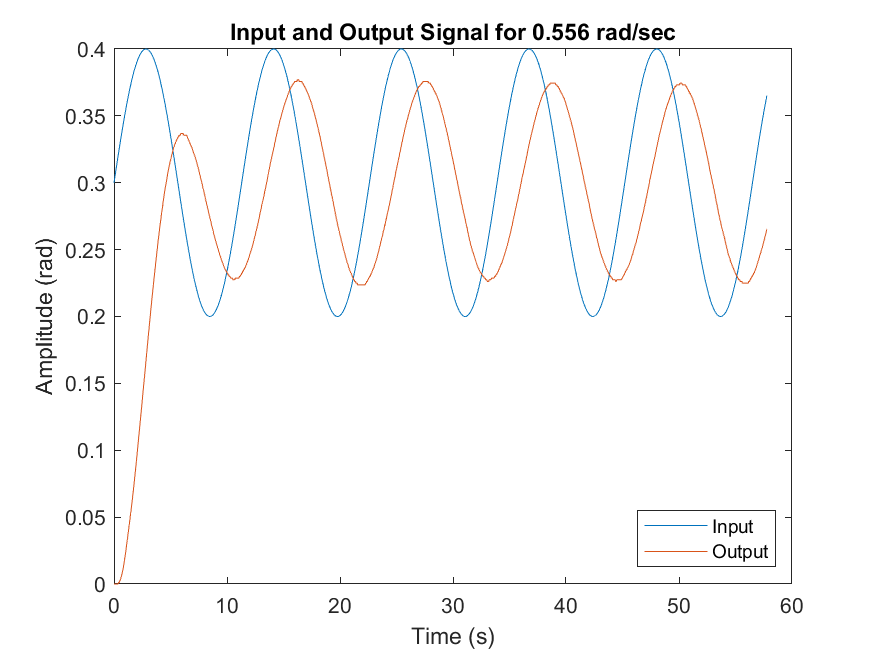 Input and Output Signal for 0.556 rad/sec
0.4
0.35
0.3
0.25
0.2
0.15
0.1
0.05
0
Amplitude (rad)
Input
Output
0 10 20 30 40 50 60
Time (s)